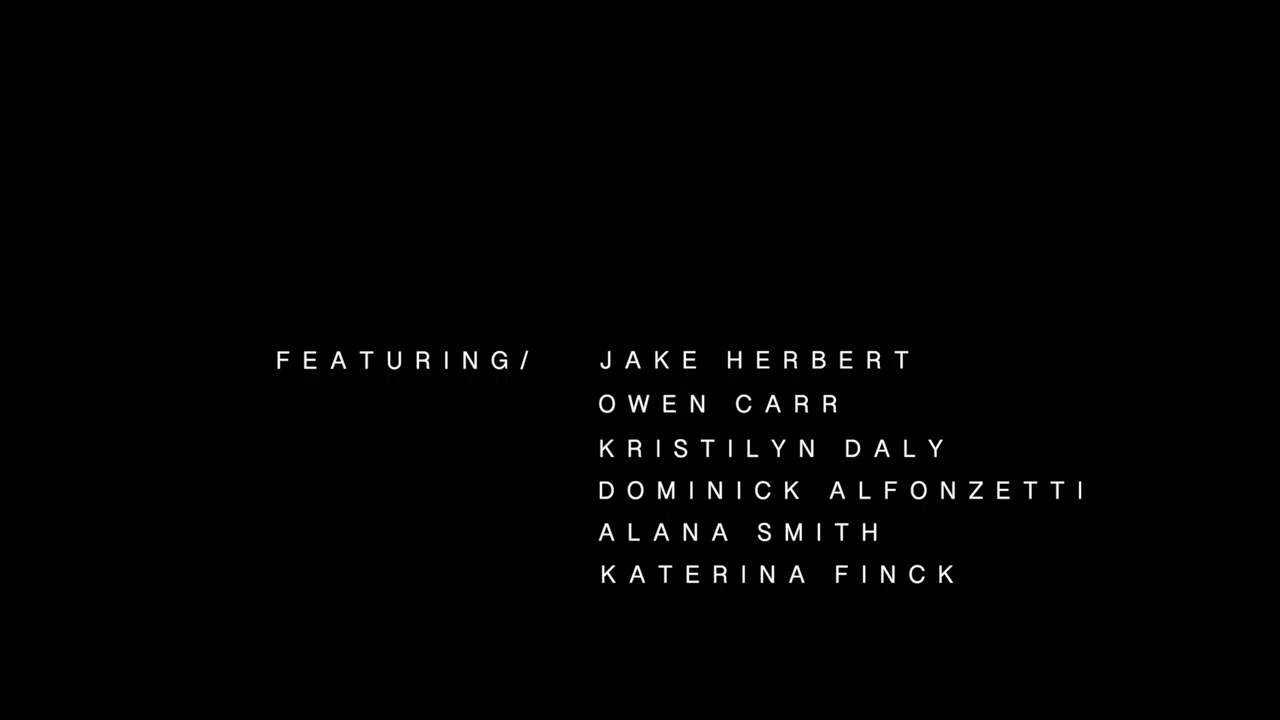 FEATURING/ JAKE HERBERT
OWEN CARR
KRISTILYN DALY
DOMINICK ALFONZETTI
ALANA SMITH
KATERINA FINCK